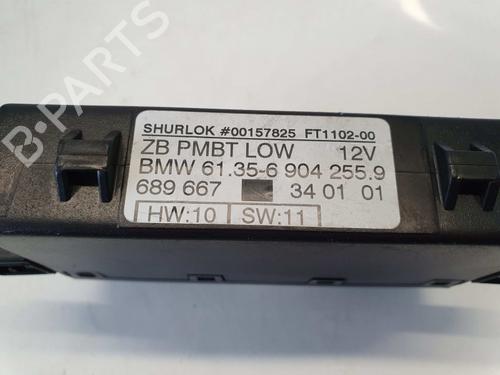 SHURLOK #00157825 FT1102-00
ZB PMBT LOW 12V
BMW 61.35-6 904 255.9
689 667 34 01 01
HW:10 SW:11
B-PARTS